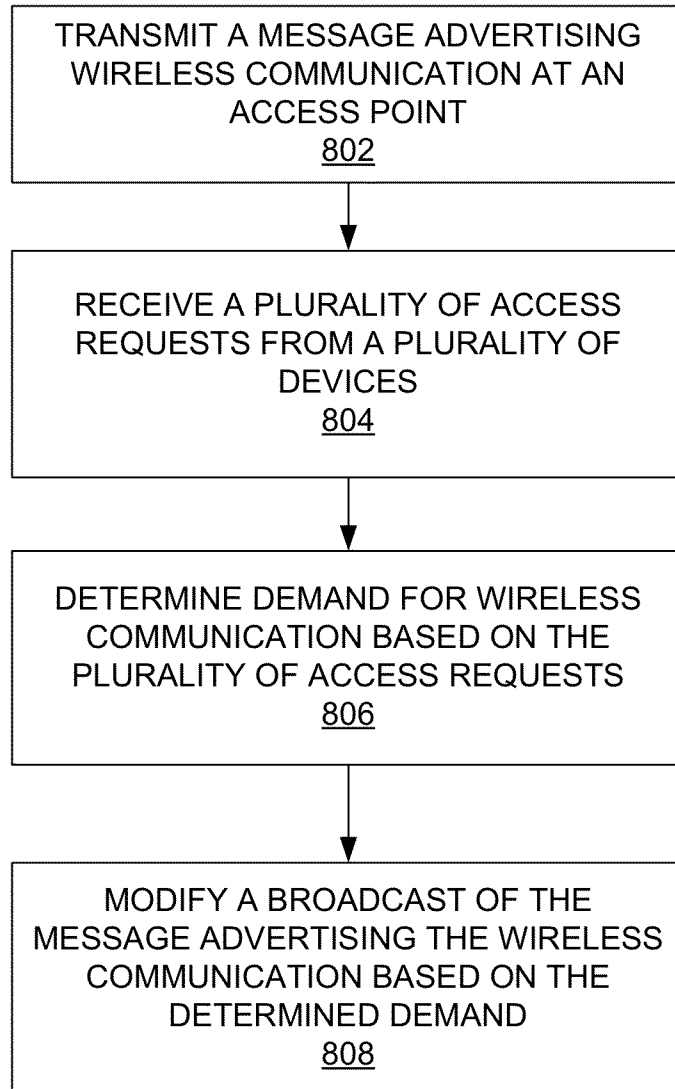 TRANSMIT A MESSAGE ADVERTISING
WIRELESS COMMUNICATION AT AN
ACCESS POINT
802
RECEIVE A PLURALITY OF ACCESS
REQUESTS FROM A PLURALITY OF
DEVICES
804
DETERMINE DEMAND FOR WIRELESS
COMMUNICATION BASED ON THE
PLURALITY OF ACCESS REQUESTS
806
MODIFY A BROADCAST OF THE
MESSAGE ADVERTISING THE WIRELESS
COMMUNICATION BASED ON THE
DETERMINED DEMAND
808